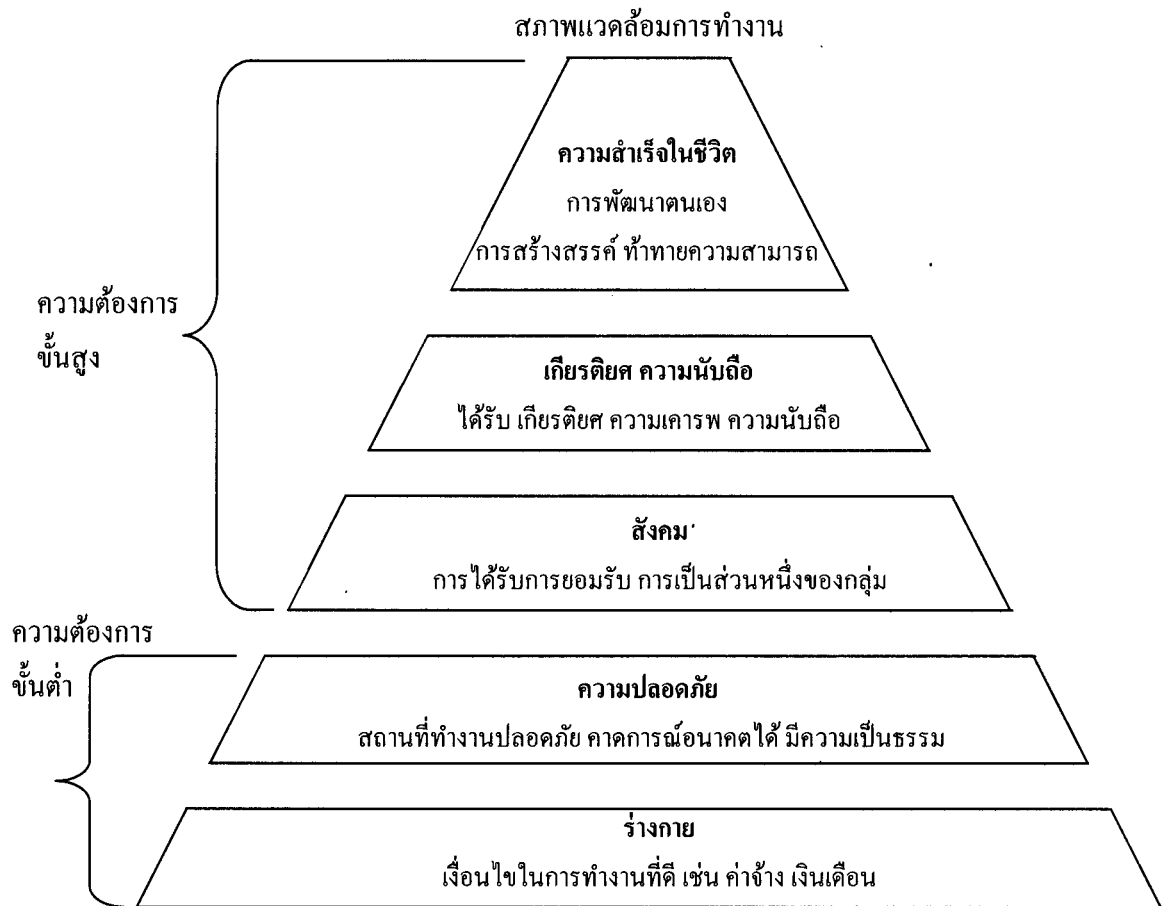 สภาพแวดล้อมการทำงาน
ความสำเร็จในชีวิต
การพัฒนาตนเอง
การสร้างสรรค์ ท้าทายความสามารถ
ความต้องการ
ขั้นสูง
เกียรติยศ ความนับถือ
ได้รับ เกียรติยศ ความเคารพ ความนับถือ
สังคม
การได้รับการยอมรับ การเป็นส่วนหนึ่งของกลุ่ม
ความต้องการ
ขั้นต่ำ
ความปลอดภัย
สถานที่ทำงานปลอดภัย คาดการณ์อนาคตได้ มีความเป็นธรรม
ร่างกาย
เงื่อนไขในการทำงานที่ดี เช่น ค่าจ้าง เงินเดือน